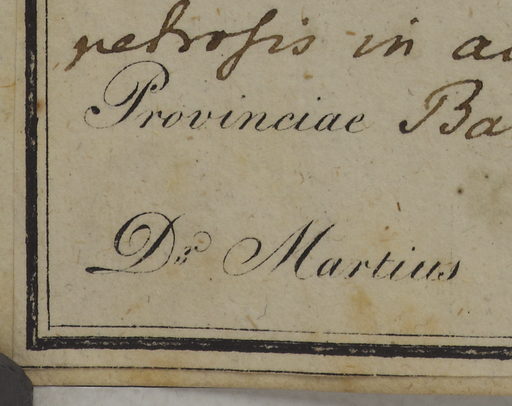 petrosis in
Provinciae Ba
Dr. Martius